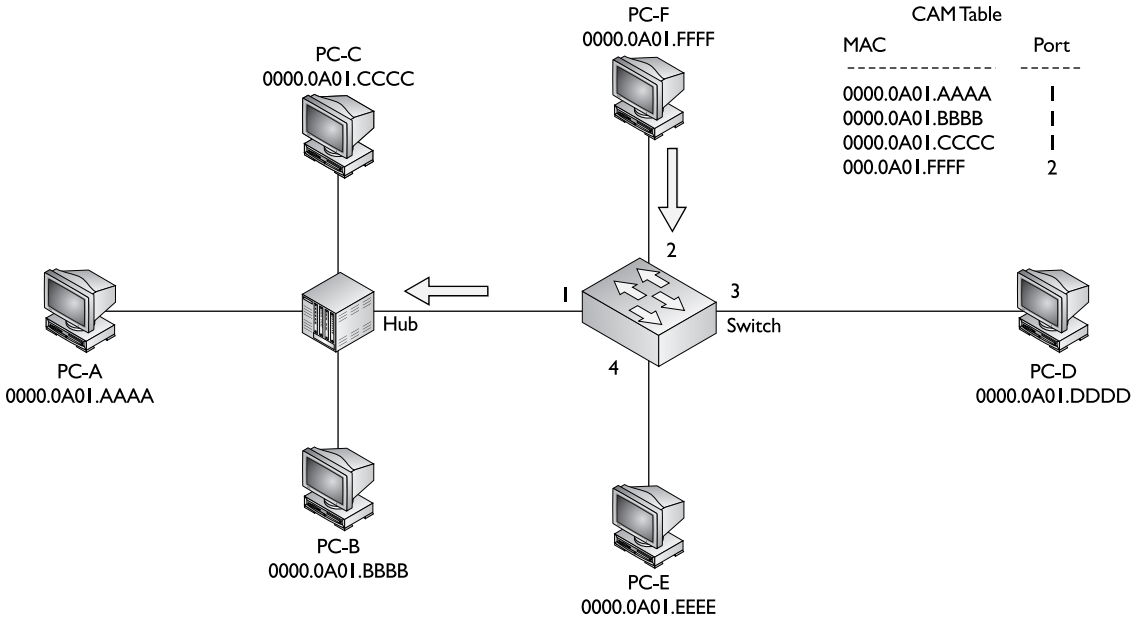 PC-F
0000.0A01.FFFF
CAM Table
MAC Port
- - - - - - - - - - - - - - - - - - - - -
0000.0A01.AAAA 1
0000.0A01.BBBB 1
0000.0A01.CCCC 1
000.0A01.FFFF 2
PC-C
0000.0A01.CCCC
2
1
3
Hub
Switch
4
PC-A
0000.0A01.AAAA
PC-D
0000.0A01.DDDD
PC-B
0000.0A01.BBBB
PC-E
0000.0A01.EEEE